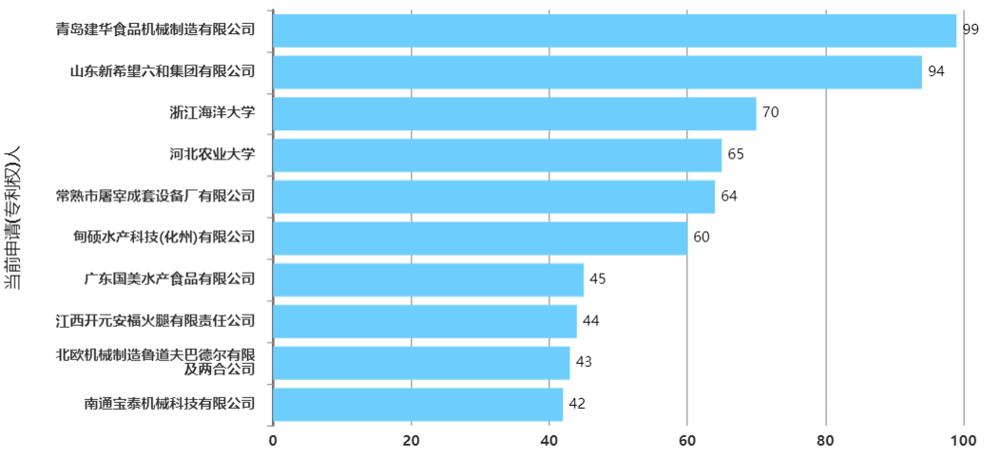 当前申请(专利权)人
青岛建华食品机械制造有限公司
99
山东新希望六和集团有限公司
94
浙江海洋大学
70
河北农业大学
65
常熟市屠宰成套设备厂有限公司
64
甸硕水产科技(化州)有限公司
60
广东国美水产食品有限公司
45
江西开元安福火腿有限责任公司
44
北欧机械制造鲁道夫巴德尔有限
及两合公司
43
南通宝泰机械科技有限公司
42
0 20 40 60 80 100